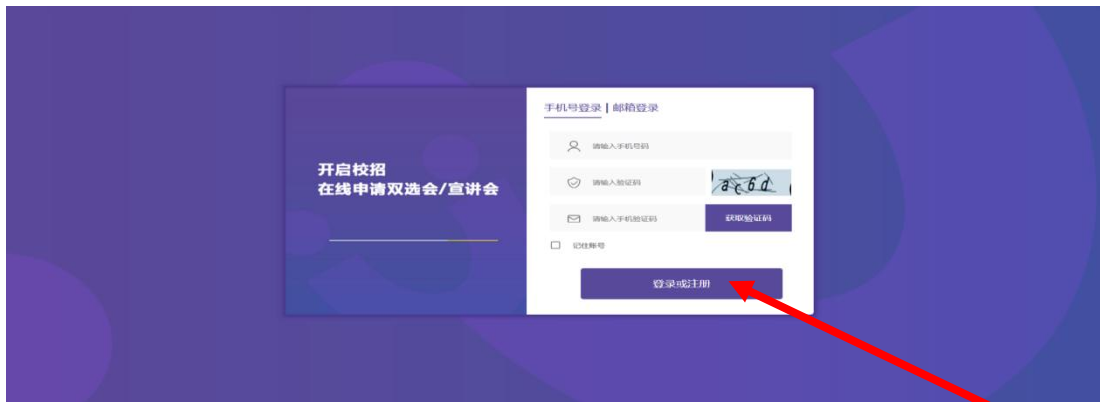 手机号登录 | 邮箱登录
请输入手机号码
开启校招
在线申请双选会/宣讲会
请输入验证码
ac6d
请输入手机验证码
获取验证码
记住账号
登录或注册